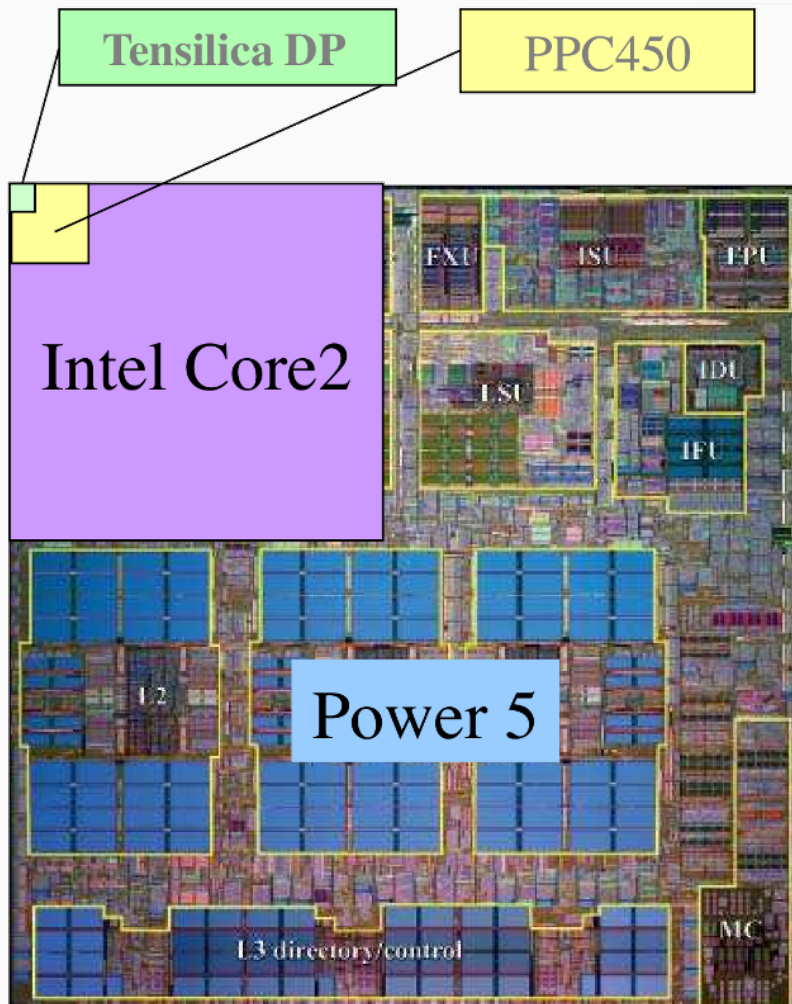 Tensilica DP
PPC450
Intel Core2
FXU
ISU
FPU
LSU
IDU
IFU
L2
Power 5
L3 directory/control
MC